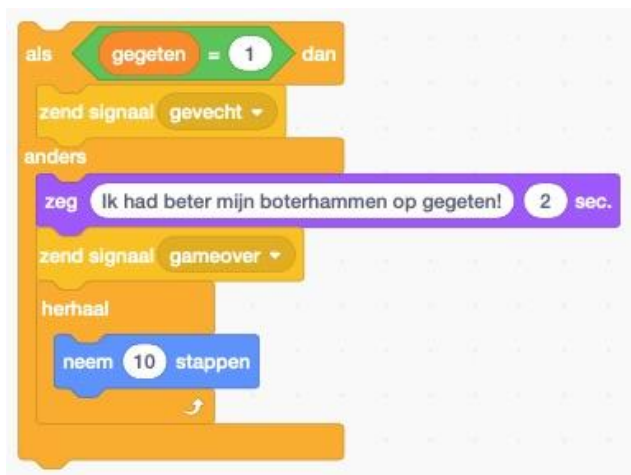 als gegeten = 1 dan
zend signaal gevecht
anders
zeg Ik had beter mijn boterhammen op gegeten! 2 sec.
zend signaal gameover
herhaal
neem 10 stappen